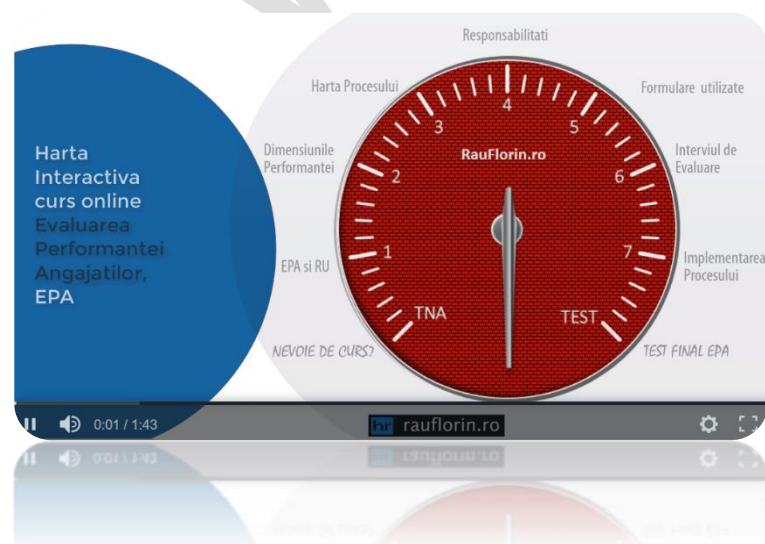 Responsabilitati
Harta Procesului
Formulare utilizate
4
3
5
Harta
Interactiva
curs online
Evaluarea
Performantei
Angajatilor,
EPA
Dimensiunile
Performantei
RauFlorin.ro
Interviul de
Evaluare
2
6
EPA si RU
1
7
Implementarea
Procesului
TNA
TEST
NEVOIE DE CURS?
TEST FINAL EPA
0:01 / 1:43
hr rauflorin.ro